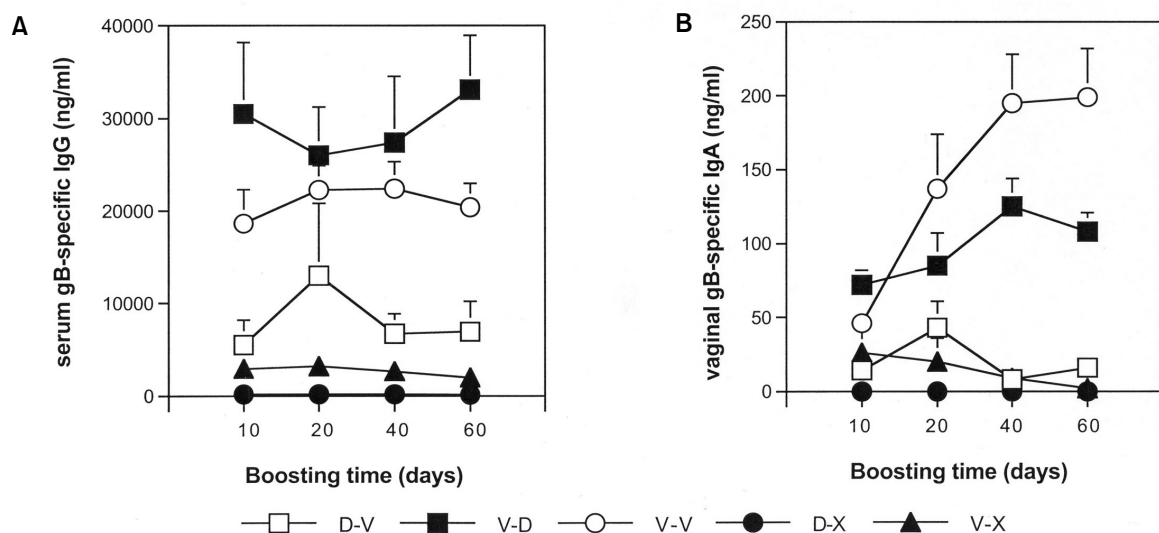 A
serum gB-specific IgG (ng/ml)
40000
30000
20000
10000
0
10 20 40 60
Boosting time (days)
B
vaginal gB-specific IgA (ng/ml)
250
200
150
100
50
0
10 20 40 60
Boosting time (days)
D-V V-D V-V D-X V-X